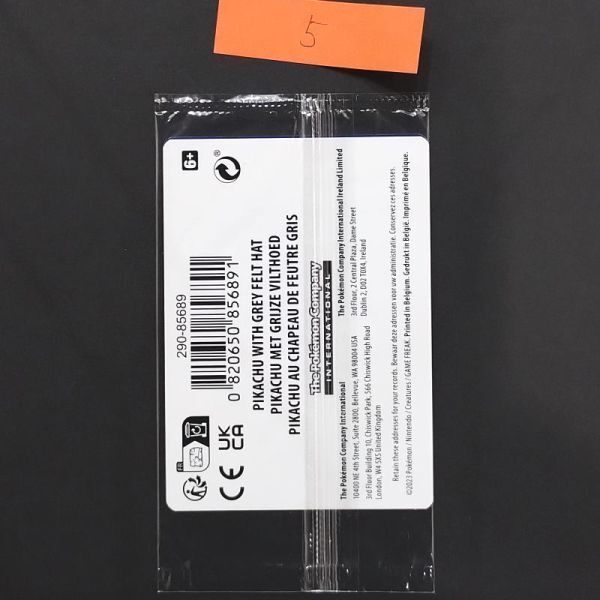 5
6+
®
290-85689
0 820650 856891
FR
UK
CA
CE
PIKACHU WITH GREY FELT HAT
PIKACHU MET GRIJZE VILTHOED
PIKACHU AU CHAPEAU DE FEUTRE GRIS
The Pokémon Company
INTERNATIONAL
The Pokémon Company International
10400 NE 4th Street, Suite 2800, Bellevue, WA 98004 USA
3rd Floor Building 10, Chiswick Park, 566 Chiswick High Road
London, W4 5XS United Kingdom
The Pokémon Company International Ireland Limited
3rd Floor, 2 Central Plaza, Dame Street
Dublin 2, D02 T0X4, Ireland
Retain these addresses for your records. Bewaar deze adressen voor uw administratie. Conservez ces adresses.
©2023 Pokémon / Nintendo / Creatures / GAME FREAK. Printed in Belgium. Gedrukt in België. Imprimé en Belgique.